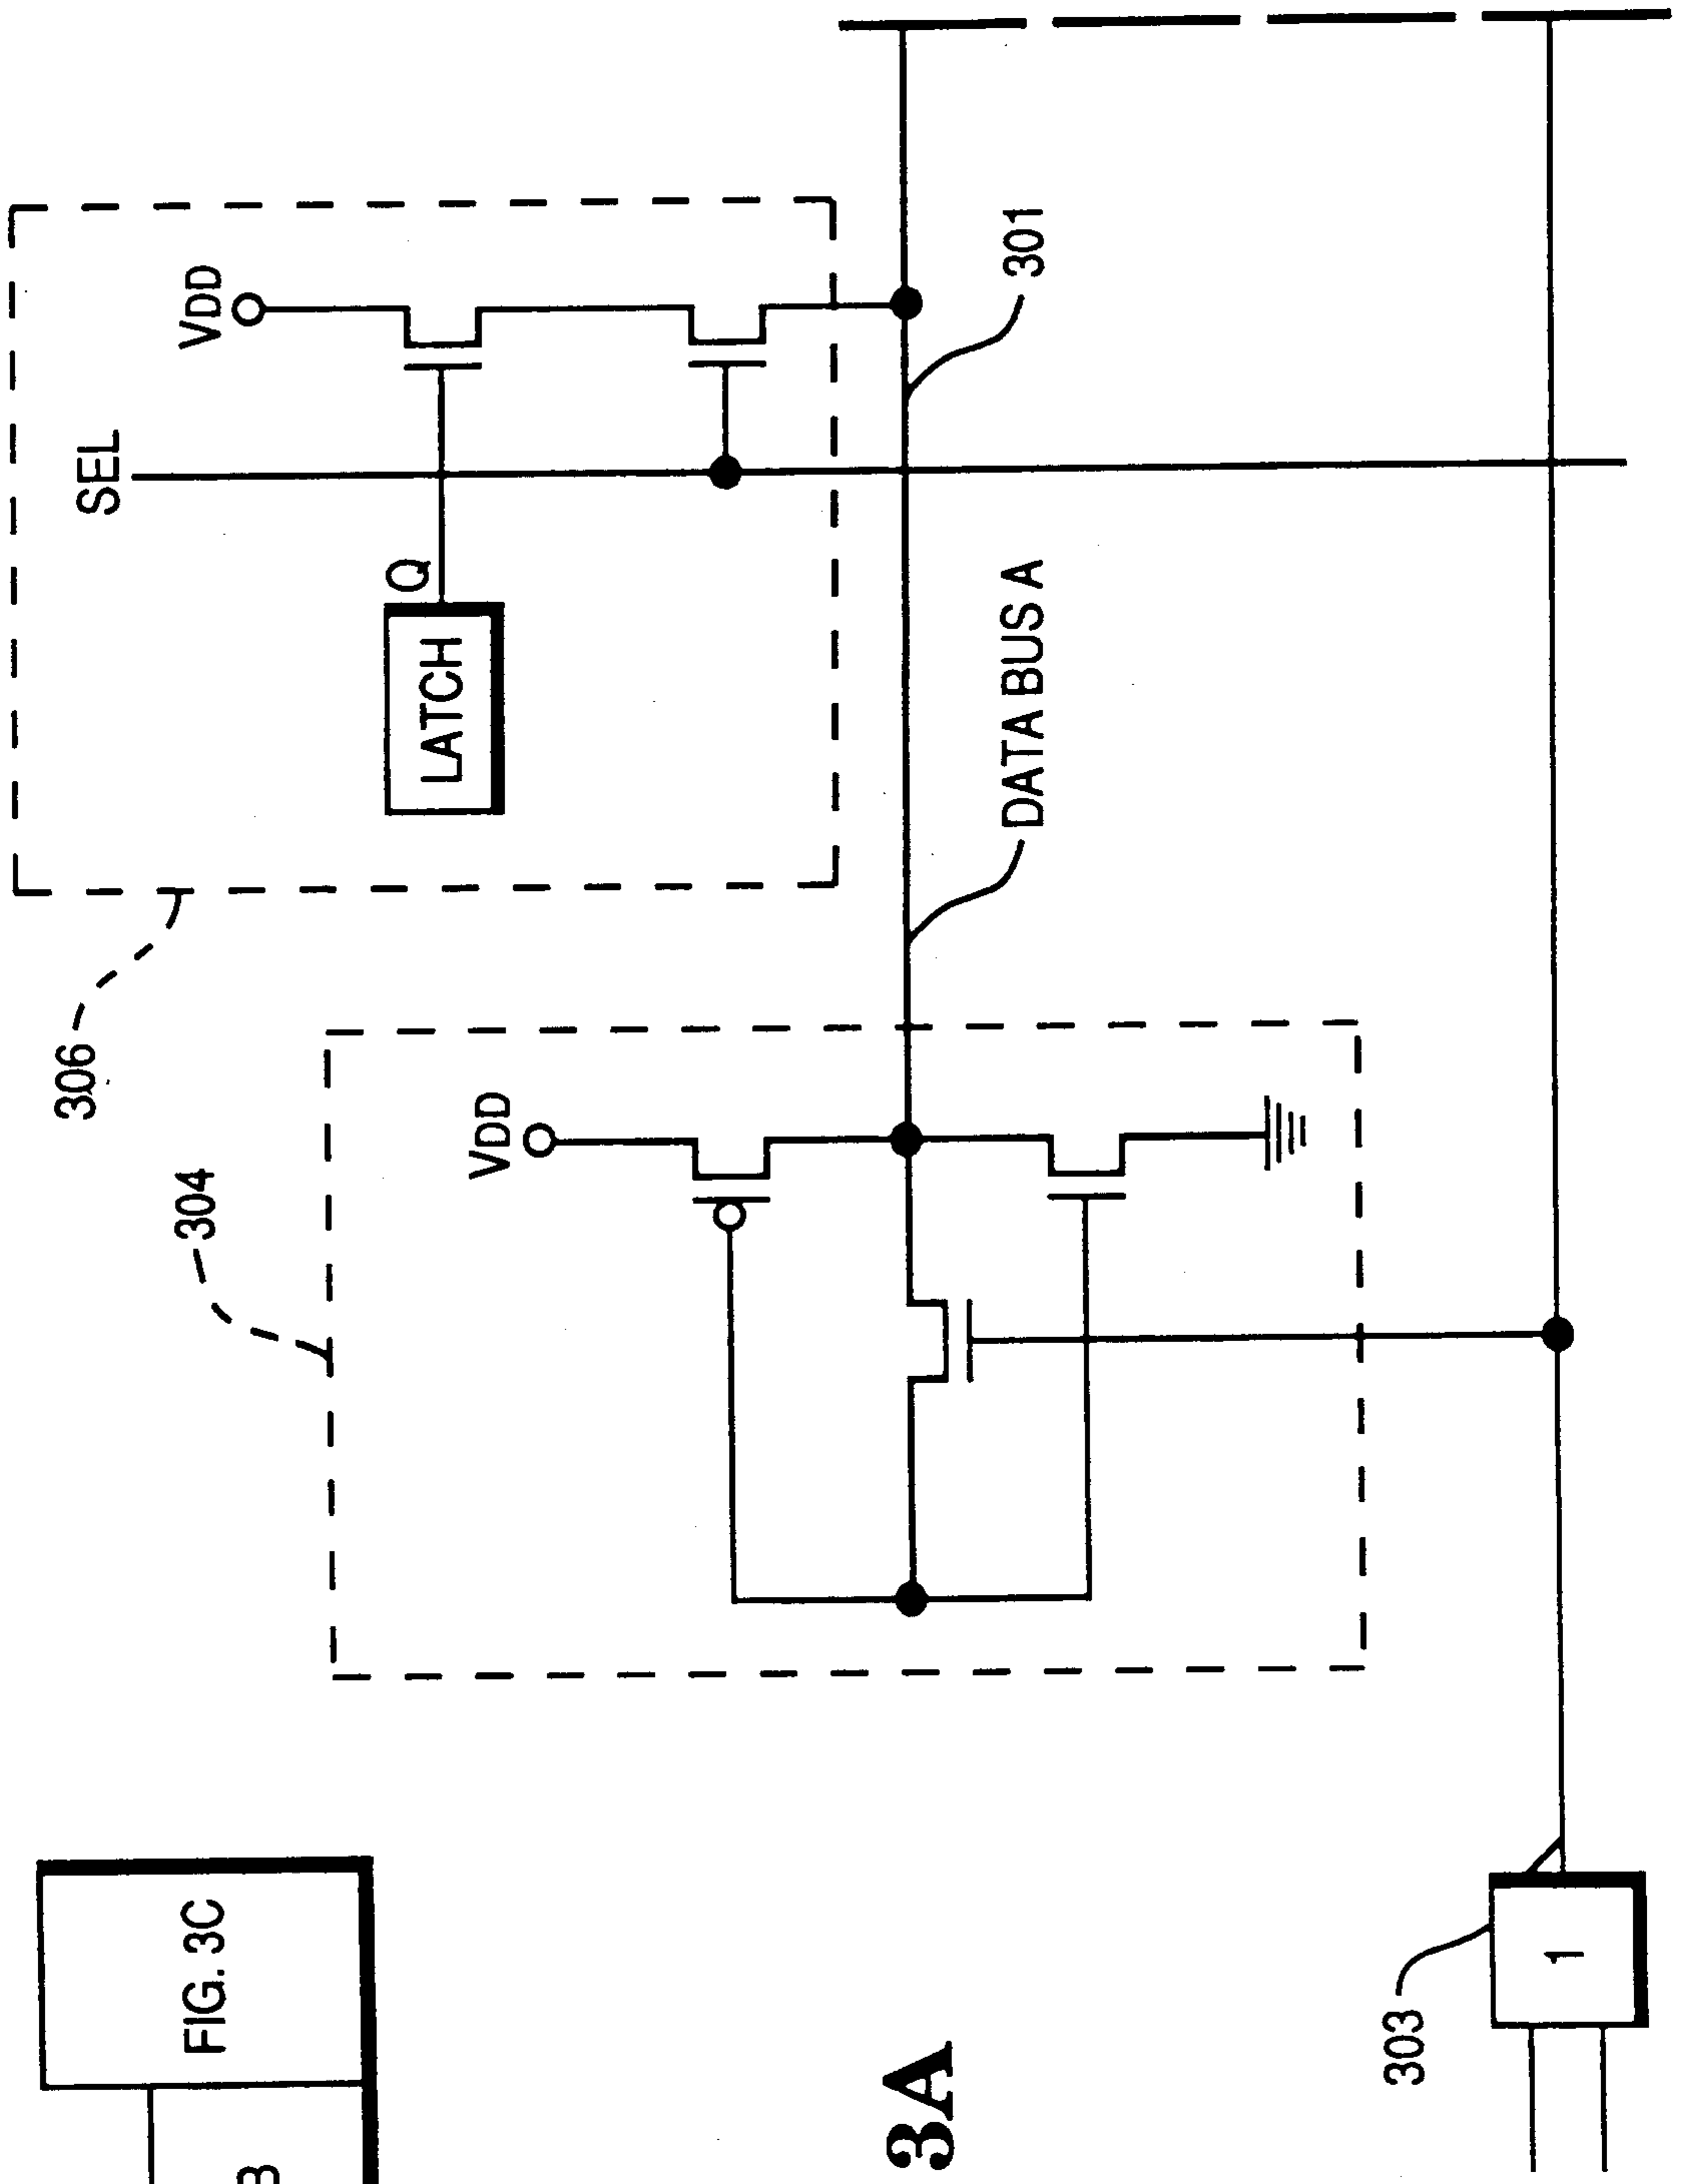 306
SEL
VDD
LATCH
Q
304
VDD
DATA BUS A
301
FIG. 3C
B
3A
303
1